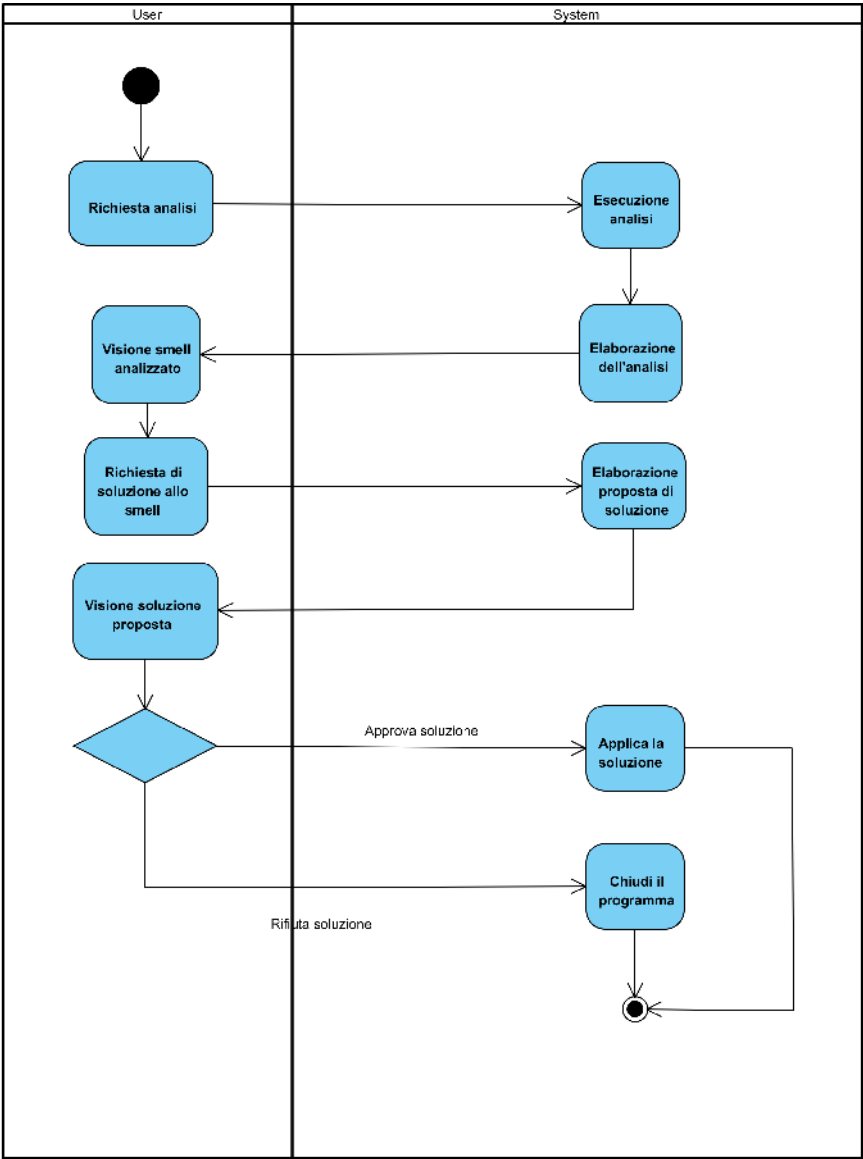 User
System
Richiesta analisi
Esecuzione
analisi
Elaborazione
dell'analisi
Visione smell
analizzato
Richiesta di
soluzione allo
smell
Elaborazione
proposta di
soluzione
Visione soluzione
proposta
Approva soluzione
Applica la
soluzione
Chiudi il
programma
Rifiuta soluzione